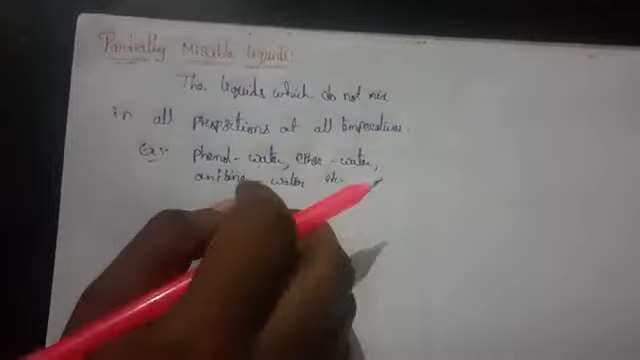 Partially Miscible liquids:
The liquids which do not mix
in all proportions at all temperature.
Eg:- phenol - water, ether - water,
aniline - water etc.